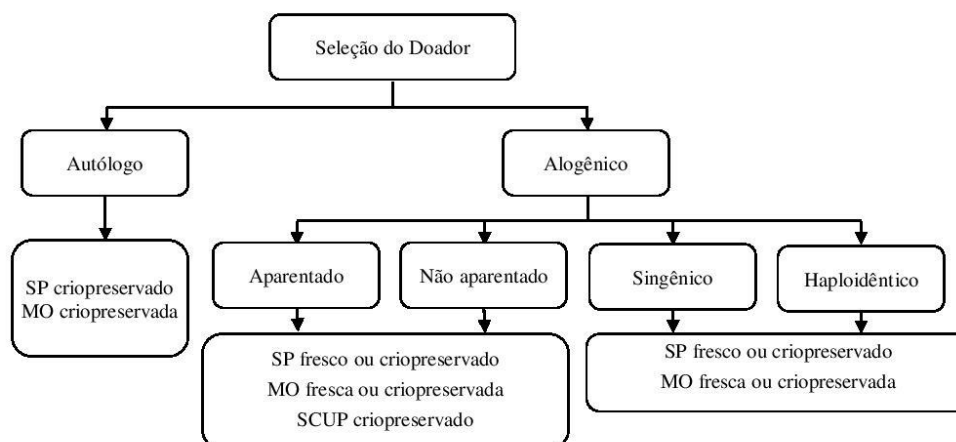 Seleção do Doador
Autólogo
Alogênico
SP criopreservado
MO criopreservada
Aparentado
Não aparentado
Singênico
Haploidêntico
SP fresco ou criopreservado
MO fresca ou criopreservada
SCUP criopreservado
SP fresco ou criopreservado
MO fresca ou criopreservada